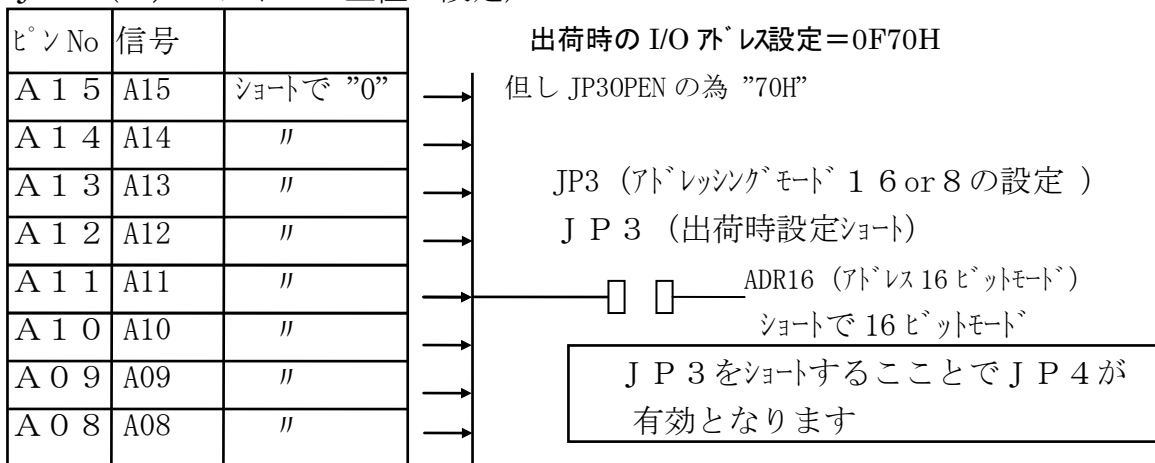 ﾋﾟﾝNo 信号
出荷時の I/O ｱﾄﾞﾚｽ設定＝0F70H
Ａ１５ A15 ｼｮｰﾄで ”0”
但し JP3OPEN の為 ”70H”
Ａ１４ A14 〃
Ａ１３ A13 〃
JP3（ｱﾄﾞﾚｯｼﾝｸﾞﾓｰﾄﾞ１６or８の設定 ）
Ａ１２ A12 〃
ＪＰ３（出荷時設定ｼｮｰﾄ）
Ａ１１ A11 〃
ADR16（ｱﾄﾞﾚｽ 16 ﾋﾞｯﾄﾓｰﾄﾞ）
Ａ１０ A10 〃
ｼｮｰﾄで 16 ﾋﾞｯﾄﾓｰﾄﾞ
Ａ０９ A09 〃
ＪＰ３をｼｮｰﾄするこことでＪＰ４が
有効となります
Ａ０８ A08 〃